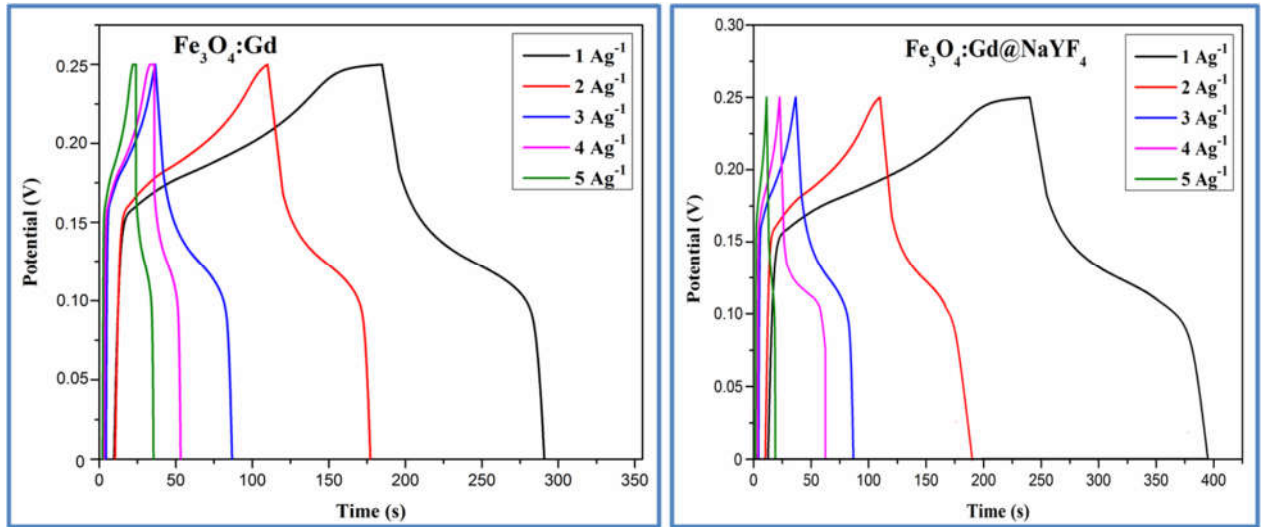 Fe₃O₄:Gd
1 Ag⁻¹
2 Ag⁻¹
3 Ag⁻¹
4 Ag⁻¹
5 Ag⁻¹
Potential (V)
0.25
0.20
0.15
0.10
0.05
0
0 50 100 150 200 250 300 350
Time (s)
Fe₃O₄:Gd@NaYF₄
1 Ag⁻¹
2 Ag⁻¹
3 Ag⁻¹
4 Ag⁻¹
5 Ag⁻¹
Potential (V)
0.30
0.25
0.20
0.15
0.10
0.05
0
0 50 100 150 200 250 300 350 400
Time (s)